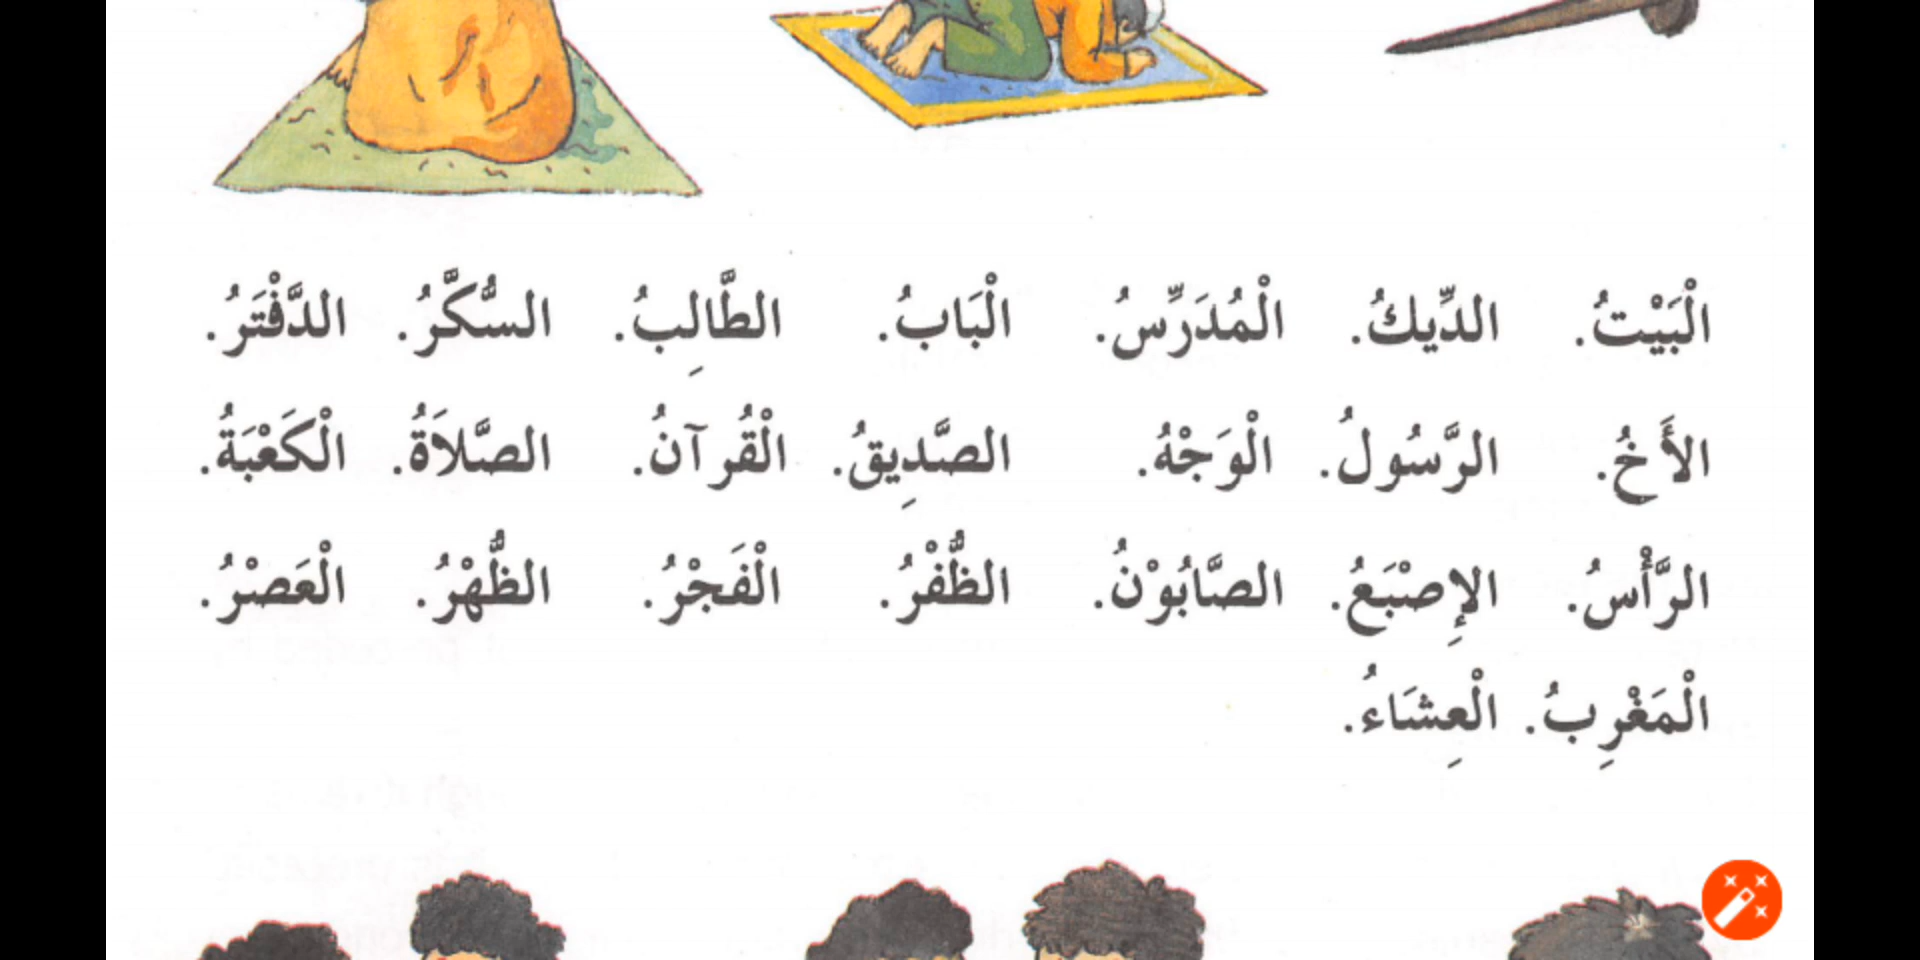 الْبَيْتُ. الدِّيكُ. الْمُدَرِّسُ. الْبَابُ. الطَّالِبُ. السُّكَّرُ. الدَّفْتَرُ.
الأَخُ. الرَّسُولُ. الْوَجْهُ. الصَّدِيقُ. الْقُرآنُ. الصَّلاَةُ. الْكَعْبَةُ.
الرَّأْسُ. الإِصْبَعُ. الصَّابُوْنُ. الظُّفْرُ. الْفَجْرُ. الظُّهْرُ. الْعَصْرُ.
الْمَغْرِبُ. الْعِشَاءُ.